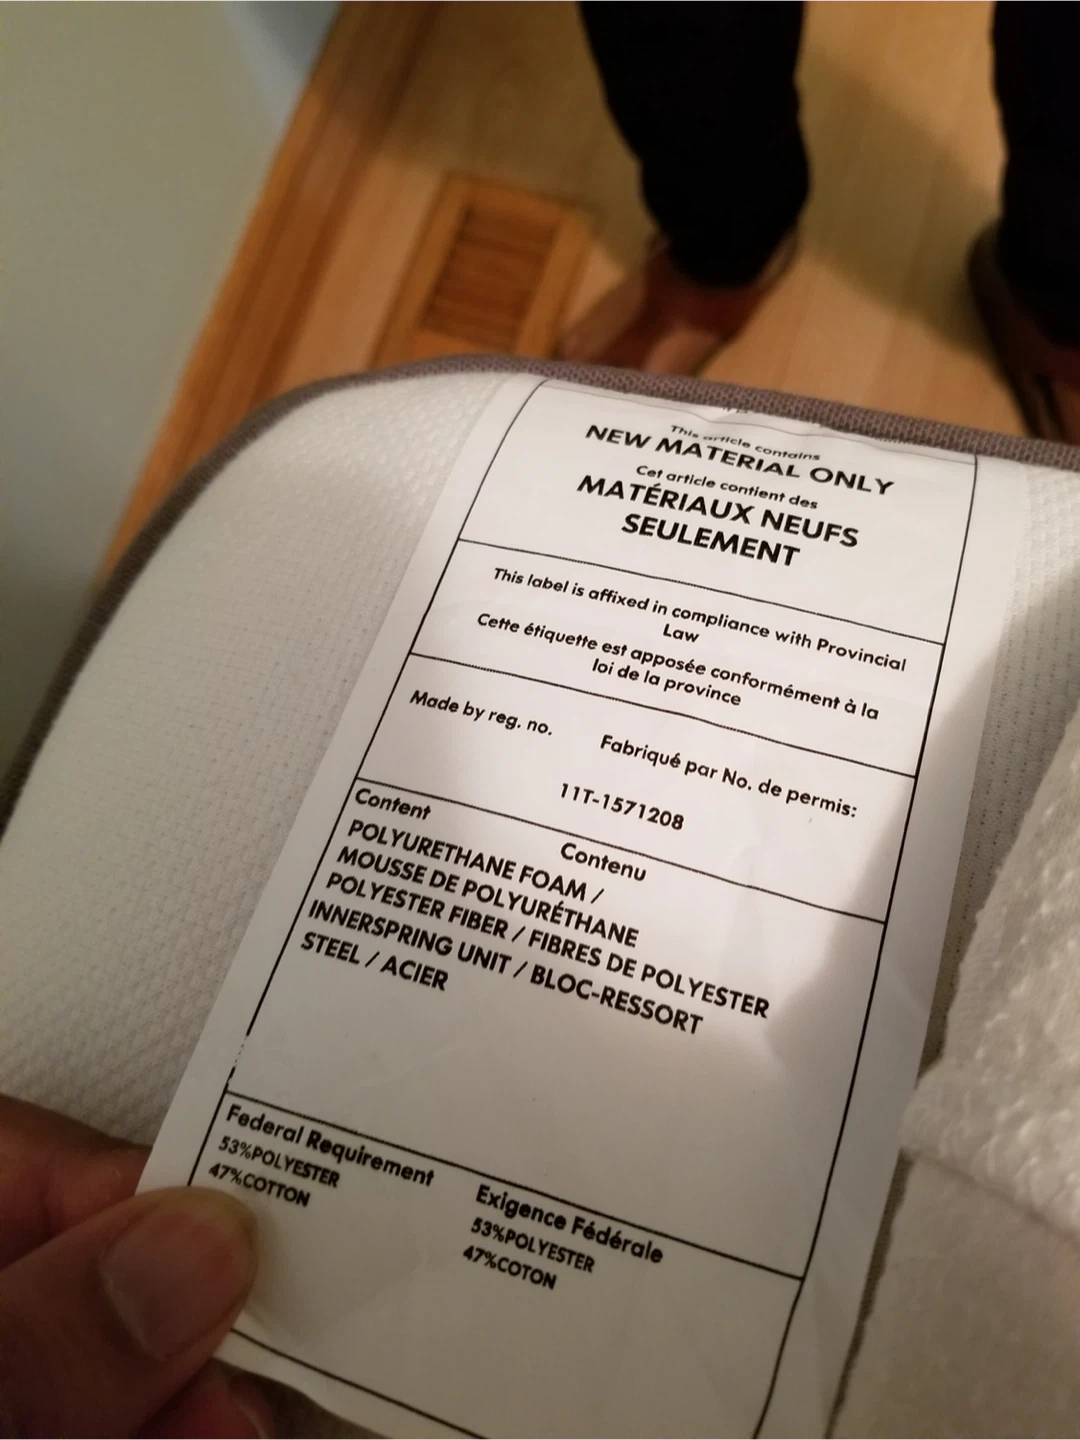 This article contains
NEW MATERIAL ONLY
Cet article contient des
MATÉRIAUX NEUFS
SEULEMENT
This label is affixed in compliance with Provincial
Law
Cette étiquette est apposée conformément à la
loi de la province
Made by reg. no.
Fabriqué par No. de permis:
11T-1571208
Content
Contenu
POLYURETHANE FOAM /
MOUSSE DE POLYURÉTHANE
POLYESTER FIBER / FIBRES DE POLYESTER
INNERSPRING UNIT / BLOC-RESSORT
STEEL / ACIER
Federal Requirement
53%POLYESTER
47%COTTON
Exigence Fédérale
53%POLYESTER
47%COTON